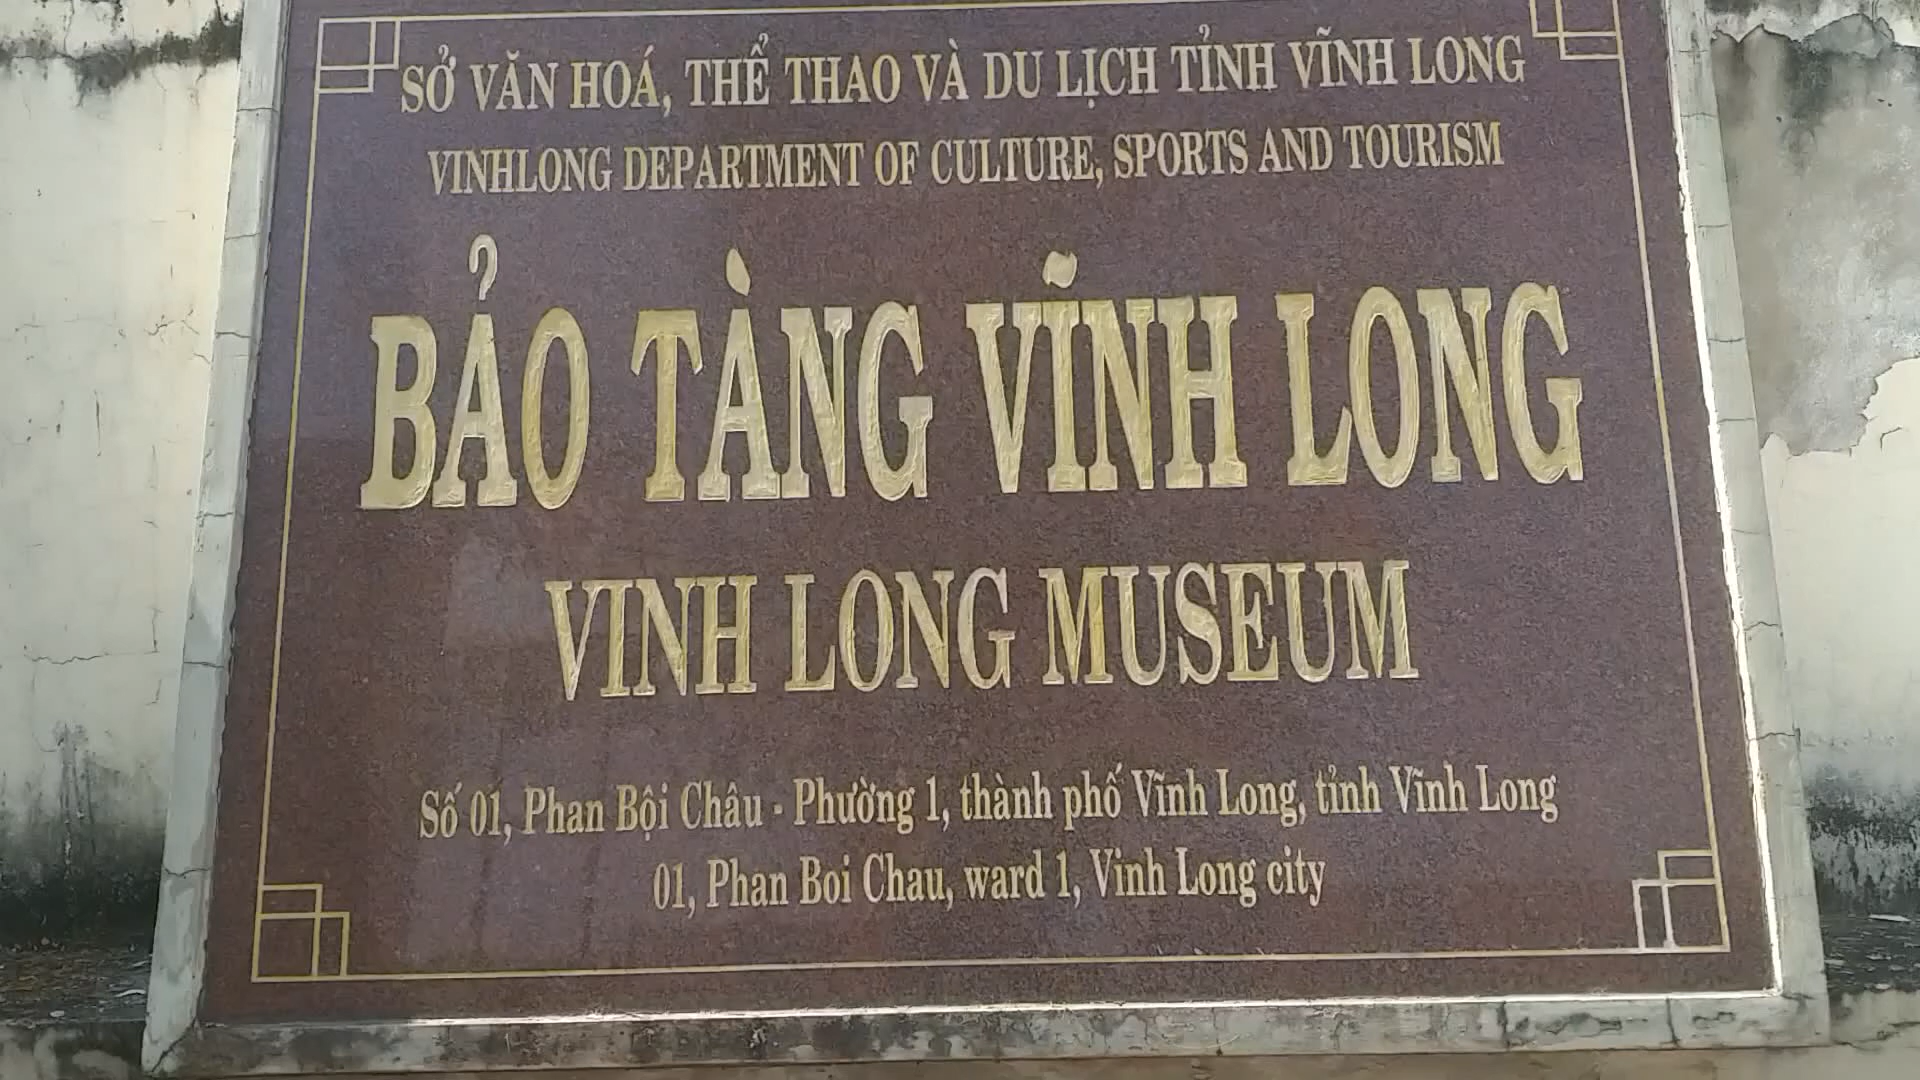 SỞ VĂN HOÁ, THỂ THAO VÀ DU LỊCH TỈNH VĨNH LONG
VINHLONG DEPARTMENT OF CULTURE, SPORTS AND TOURISM
BẢO TÀNG VĨNH LONG
VINH LONG MUSEUM
Số 01, Phan Bội Châu - Phường 1, thành phố Vĩnh Long, tỉnh Vĩnh Long
01, Phan Boi Chau, ward 1, Vinh Long city